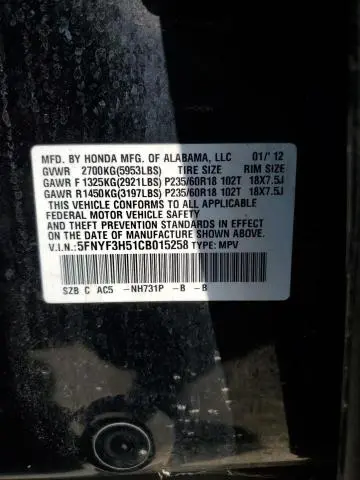 MFD. BY HONDA MFG. OF ALABAMA, LLC 01/'12
GVWR 2700KG(5953LBS) TIRE SIZE RIM SIZE
GAWR F 1325KG(2921LBS) P235/60R18 102T 18X7.5J
GAWR R 1450KG(3197LBS) P235/60R18 102T 18X7.5J
THIS VEHICLE CONFORMS TO ALL APPLICABLE
FEDERAL MOTOR VEHICLE SAFETY
AND THEFT PREVENTION STANDARDS IN EFFECT
ON THE DATE OF MANUFACTURE SHOWN ABOVE.
V.I.N.:5FNYF3H51CB015258 TYPE: MPV
SZB C AC5 -NH731P -B -B